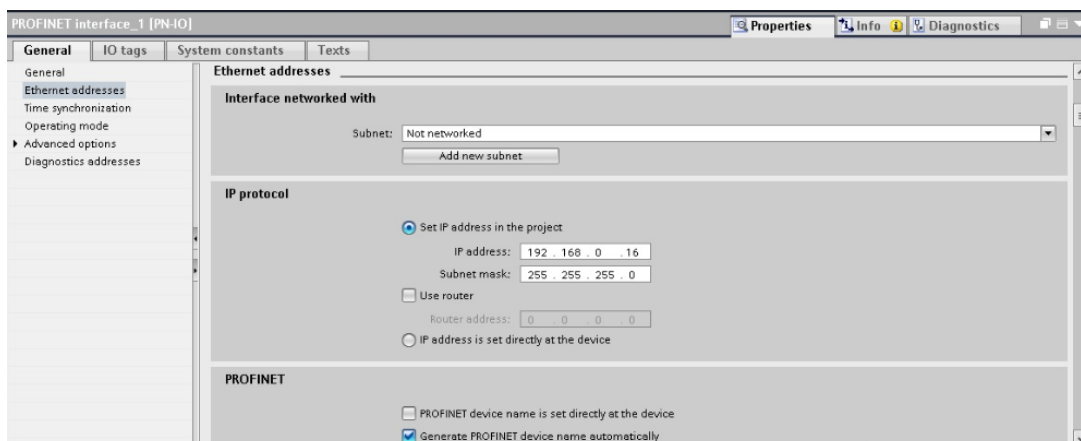 PROFINET interface_1 [PN-IO]
Properties Info Diagnostics
General IO tags System constants Texts
General
Ethernet addresses
Time synchronization
Operating mode
Advanced options
Diagnostics addresses
Ethernet addresses
Interface networked with
Subnet: Not networked
Add new subnet
IP protocol
Set IP address in the project
IP address: 192 . 168 . 0 . 16
Subnet mask: 255 . 255 . 255 . 0
Use router
Router address: 0 . 0 . 0 . 0
IP address is set directly at the device
PROFINET
PROFINET device name is set directly at the device
Generate PROFINET device name automatically